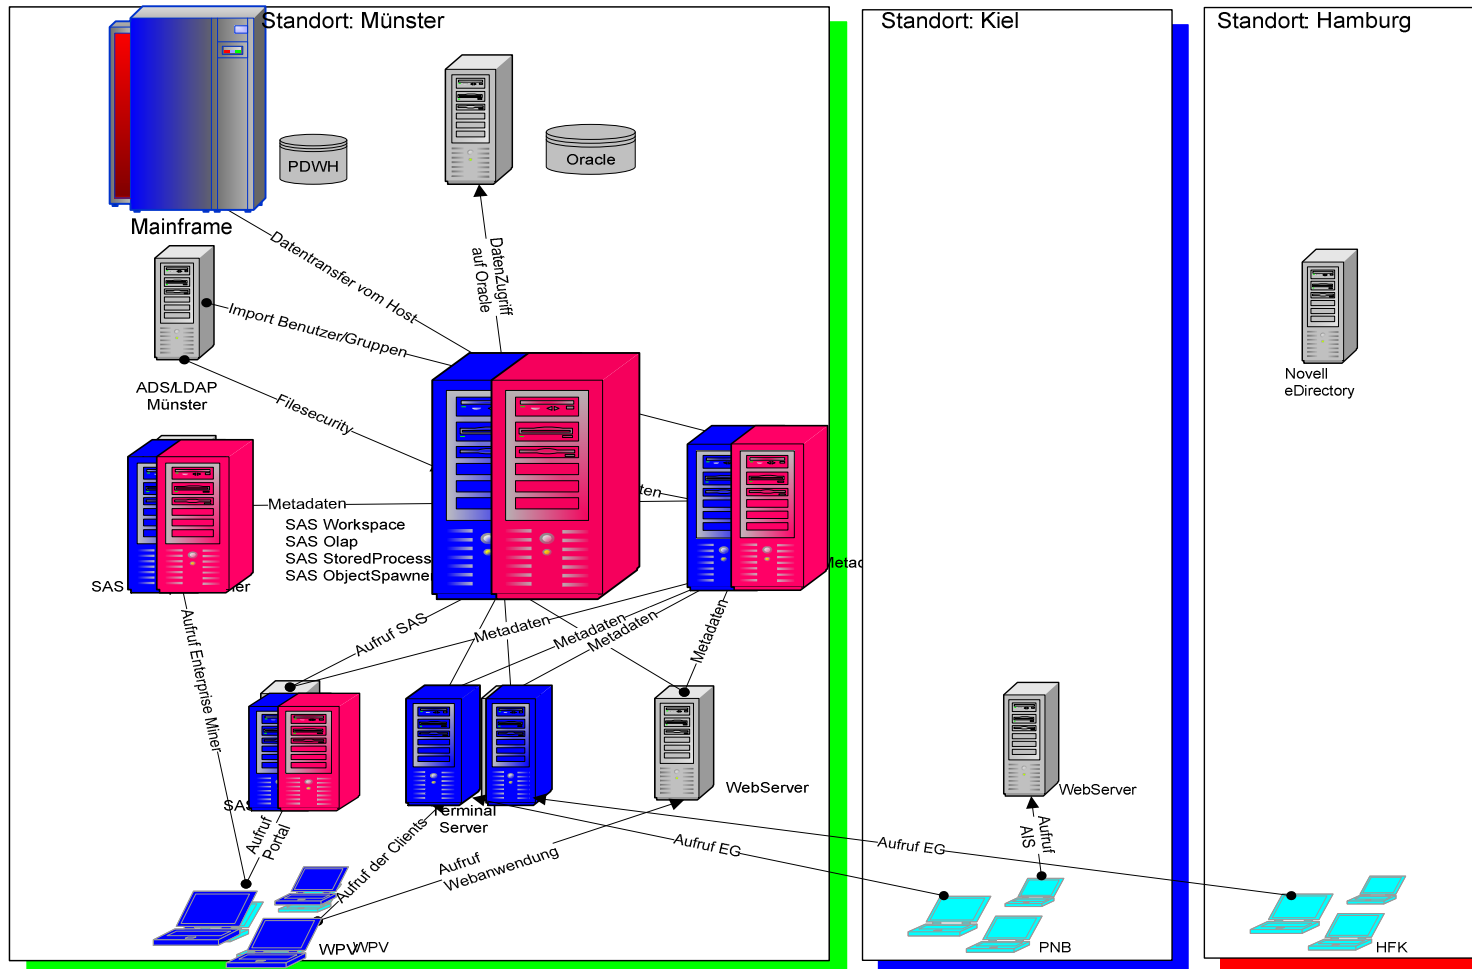 Standort: Münster
Standort: Kiel
Standort: Hamburg
PDWH
Oracle
Mainframe
Datentransfer vom Host
DatenZugriff
auf Oracle
Import Benutzer/Gruppen
ADS/LDAP
Münster
Filesecurity
Novell
eDirectory
Metadaten
SAS Workspace
SAS Olap
SAS StoredProcess
SAS ObjectSpawner
SAS
Aufruf SAS
Metadaten
Metadaten
Metadaten
Metadaten
Aufruf Enterprise Miner
WebServer
WebServer
Terminal
Server
Aufruf
Portal
Aufruf der Clients
Aufruf
Webanwendung
Aufruf EG
Aufruf EG
Aufruf
AIS
WPV
WPV
PNB
HFK